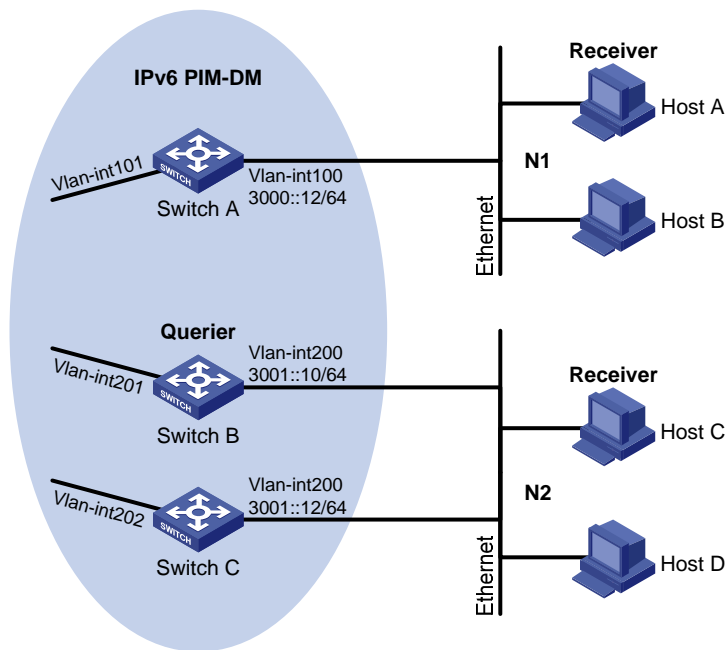 IPv6 PIM-DM
Receiver
Host A
Vlan-int101
SWITCH
Vlan-int100
3000::12/64
Switch A
N1
Ethernet
Host B
Querier
Vlan-int200
3001::10/64
Vlan-int201
SWITCH
Switch B
Receiver
Host C
Vlan-int200
3001::12/64
Vlan-int202
SWITCH
Switch C
N2
Ethernet
Host D